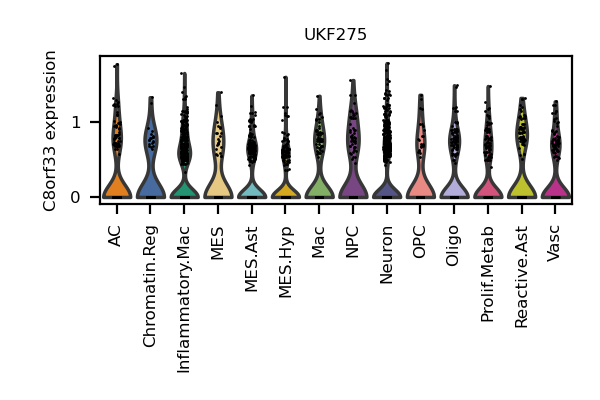 UKF275
C8orf33 expression
1
0
AC
Chromatin.Reg
Inflammatory.Mac
MES
MES.Ast
MES.Hyp
Mac
NPC
Neuron
OPC
Oligo
Prolif.Metab
Reactive.Ast
Vasc